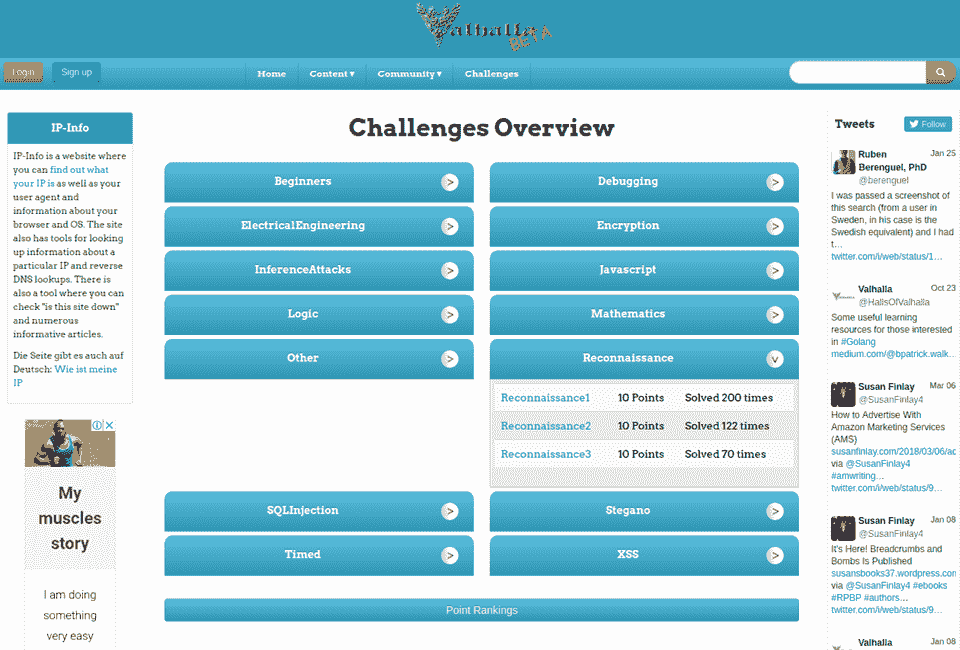 Valhalla
BETA
Login
Sign up
Home
Content ▾
Community ▾
Challenges
IP-Info
IP-Info is a website where
you can find out what
your IP is as well as your
user agent and
information about your
browser and OS. The site
also has tools for looking
up information about a
particular IP and reverse
DNS lookups. There is
also a tool where you can
check "is this site down"
and numerous
informative articles.
Die Seite gibt es auch auf
Deutsch: Wie ist meine
IP
My
muscles
story
I am doing
something
very easy
Challenges Overview
Beginners >
Debugging >
ElectricalEngineering >
Encryption >
InferenceAttacks >
Javascript >
Logic >
Mathematics >
Other >
Reconnaissance v
Reconnaissance1 10 Points Solved 200 times
Reconnaissance2 10 Points Solved 122 times
Reconnaissance3 10 Points Solved 70 times
SQLInjection >
Stegano >
Timed >
XSS >
Point Rankings
Tweets
Follow
Ruben Jan 25
Berenguel, PhD
@berenguel
I was passed a screenshot of
this search (from a user in
Sweden, in his case is the
Swedish equivalent) and I had
t…
twitter.com/i/web/status/1…
Valhalla Oct 23
@HallsOfValhalla
Some useful learning
resources for those interested
in #Golang
medium.com/@bpatrick.walk…
Susan Finlay Mar 06
@SusanFinlay4
How to Advertise With
Amazon Marketing Services
(AMS)
susanfinlay.com/2018/03/06/ad
via @SusanFinlay4
#amwriting…
twitter.com/i/web/status/9…
Susan Finlay Jan 08
@SusanFinlay4
It's Here! Breadcrumbs and
Bombs Is Published
susansbooks37.wordpress.com
via @SusanFinlay4 #ebooks
#RPBP #authors…
twitter.com/i/web/status/9…
Valhalla Jan 08